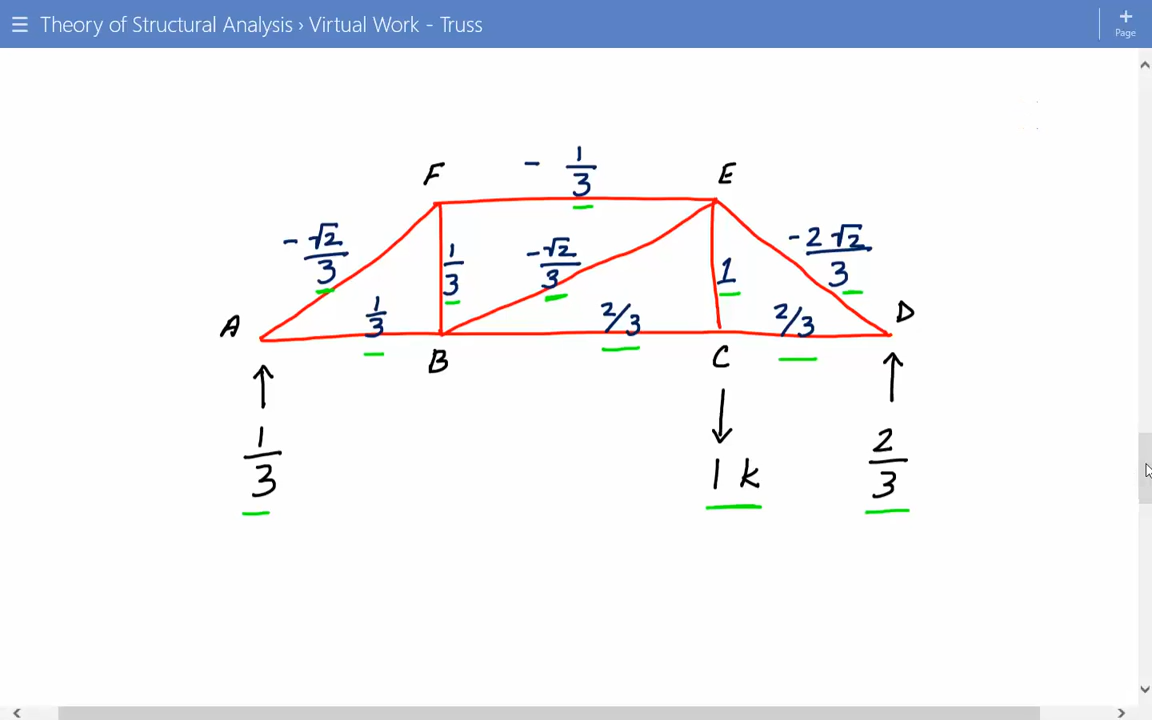 Theory of Structural Analysis › Virtual Work - Truss
+
Page
F
- 1/3
E
- √2/3
1/3
- √2/3
1
- 2√2/3
A
1/3
2/3
2/3
D
B
C
1/3
1 k
2/3